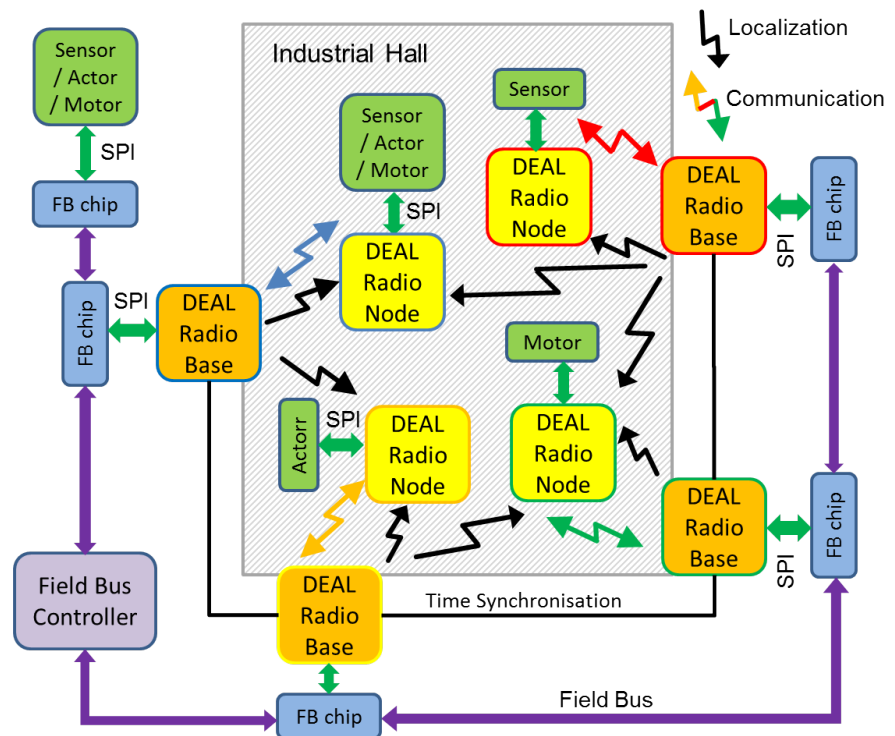 Sensor
/ Actor
/ Motor
SPI
FB chip
FB chip
SPI
DEAL
Radio
Base
Field Bus
Controller
Industrial Hall
Sensor
/ Actor
/ Motor
SPI
DEAL
Radio
Node
Sensor
DEAL
Radio
Node
Motor
DEAL
Radio
Node
Actorr
SPI
DEAL
Radio
Node
Localization
Communication
DEAL
Radio
Base
SPI
FB chip
DEAL
Radio
Base
SPI
FB chip
DEAL
Radio
Base
Time Synchronisation
FB chip
Field Bus